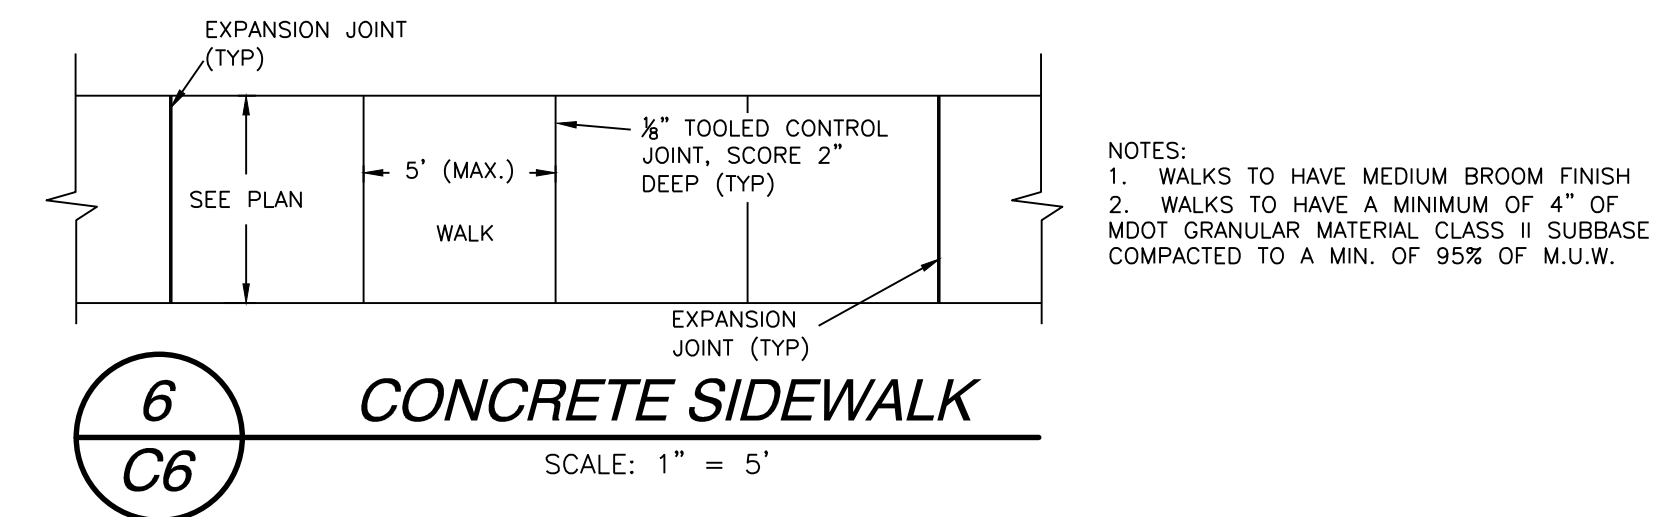 EXPANSION JOINT
(TYP)
⅛" TOOLED CONTROL
JOINT, SCORE 2"
DEEP (TYP)
5' (MAX.)
SEE PLAN
WALK
EXPANSION
JOINT (TYP)
NOTES:
1. WALKS TO HAVE MEDIUM BROOM FINISH
2. WALKS TO HAVE A MINIMUM OF 4" OF
MDOT GRANULAR MATERIAL CLASS II SUBBASE
COMPACTED TO A MIN. OF 95% OF M.U.W.
6
C6
CONCRETE SIDEWALK
SCALE: 1" = 5'